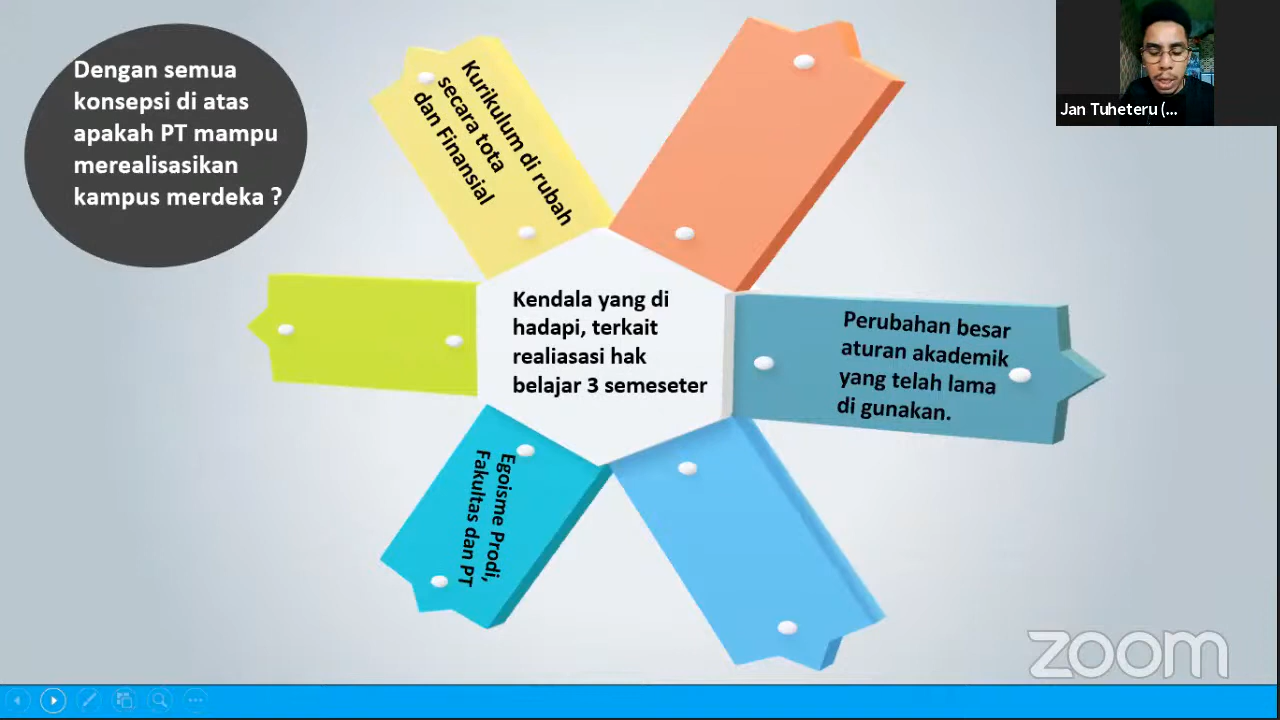 Dengan semua
konsepsi di atas
apakah PT mampu
merealisasikan
kampus merdeka ?
Kurikulum di rubah
secara tota
dan Finansial
Jan Tuheteru (...
Kendala yang di
hadapi, terkait
realiasasi hak
belajar 3 semeseter
Perubahan besar
aturan akademik
yang telah lama
di gunakan.
Egoisme Prodi,
Fakultas dan PT
zoom